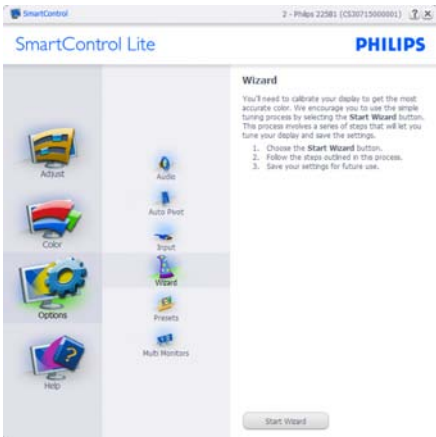 SmartControl
2 - Philips 225B1 (CS30715000001)
SmartControl Lite
PHILIPS
Adjust
Color
Options
Help
Audio
Auto Pivot
Input
Wizard
Presets
Multi Monitors
Wizard
You'll need to calibrate your display to get the most
accurate color. We encourage you to use the simple
tuning process by selecting the Start Wizard button.
This process involves a series of steps that will let you
tune your display and save the settings.
1. Choose the Start Wizard button.
2. Follow the steps outlined in the process.
3. Save your settings for future use.
Start Wizard